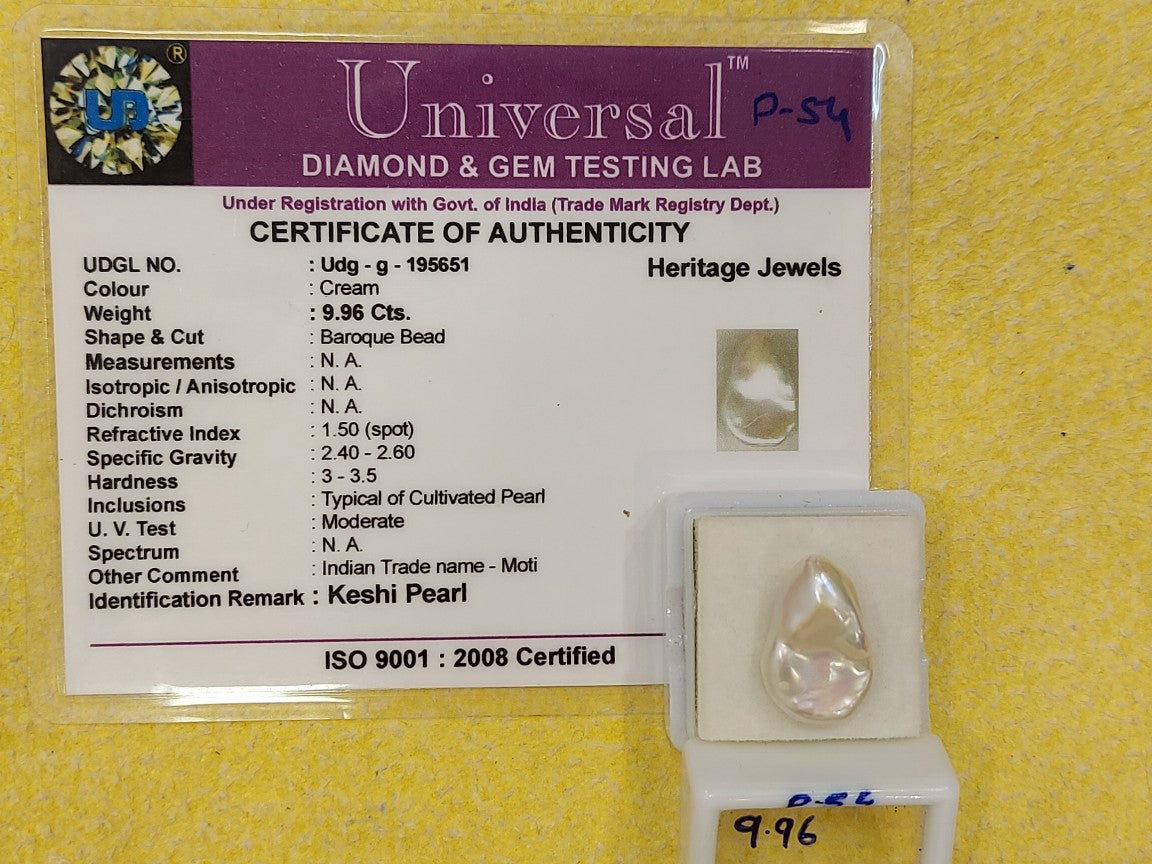 UD ®
Universal™ P-54
DIAMOND & GEM TESTING LAB
Under Registration with Govt. of India (Trade Mark Registry Dept.)
CERTIFICATE OF AUTHENTICITY
Heritage Jewels
UDGL NO. : Udg - g - 195651
Colour : Cream
Weight : 9.96 Cts.
Shape & Cut : Baroque Bead
Measurements : N. A.
Isotropic / Anisotropic : N. A.
Dichroism : N. A.
Refractive Index : 1.50 (spot)
Specific Gravity : 2.40 - 2.60
Hardness : 3 - 3.5
Inclusions : Typical of Cultivated Pearl
U. V. Test : Moderate
Spectrum : N. A.
Other Comment : Indian Trade name - Moti
Identification Remark : Keshi Pearl
ISO 9001 : 2008 Certified
9.96